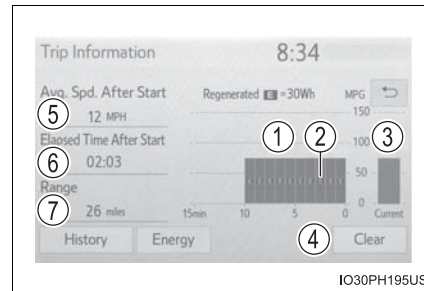 Trip Information 8:34
Avg. Spd. After Start
Regenerated E =30Wh MPG
5
12 MPH
150
Elapsed Time After Start
1 2 3
100
6
02:03
50
Range
7
26 miles
0
15min 10 5 0 Current
History Energy 4 Clear
IO30PH195US